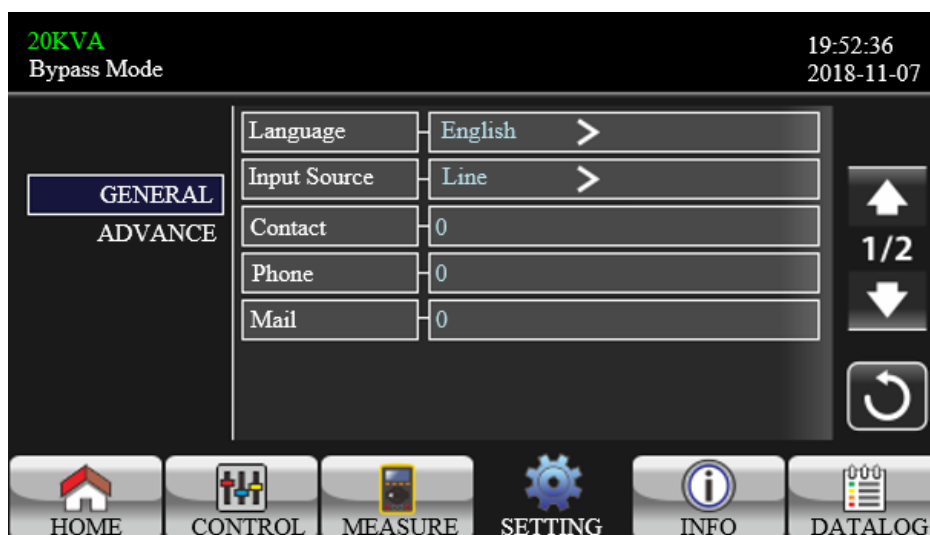 20KVA
19:52:36
Bypass Mode
2018-11-07
Language
English >
Input Source
Line >
GENERAL
ADVANCE
Contact
0
Phone
0
Mail
0
1/2
HOME
CONTROL
MEASURE
SETTING
INFO
DATALOG